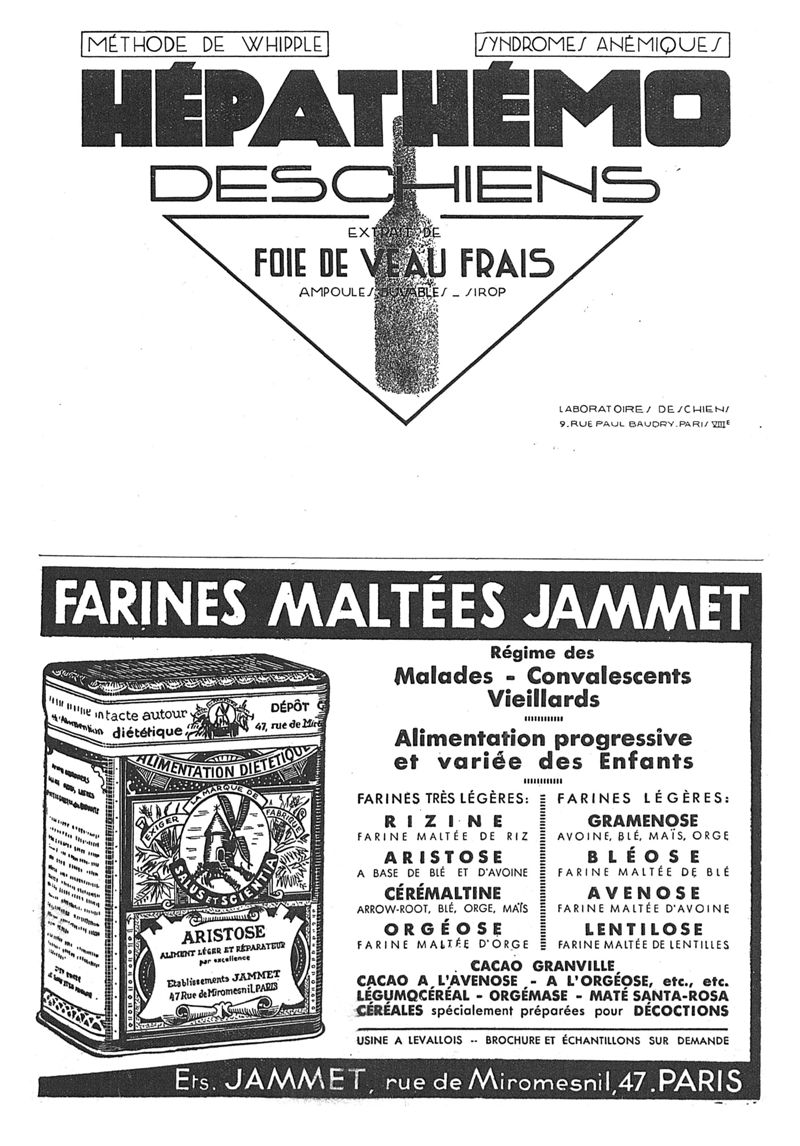 MÉTHODE DE WHIPPLE
SYNDROMES ANÉMIQUES
HÉPATHÉMO
DESCHIENS
EXTRAIT DE
FOIE DE VEAU FRAIS
AMPOULES BUVABLES _ SIROP
LABORATOIRES DESCHIENS
9. RUE PAUL BAUDRY. PARIS VIIIE
FARINES MALTÉES JAMMET
intacte autour
diététique
DÉPÔT
47, rue de Miro
ALIMENTATION DIÉTÉTIQUE
EXIGER LA MARQUE DE FABRIQUE
SALUS ET SCIENTIA
ARISTOSE
ALIMENT LÉGER ET RÉPARATEUR
par excellence
Etablissements JAMMET
47 Rue de Miromesnil. PARIS
Régime des
Malades - Convalescents
Vieillards
Alimentation progressive
et variée des Enfants
FARINES TRÈS LÉGÈRES:
RIZINE
FARINE MALTÉE DE RIZ
ARISTOSE
A BASE DE BLÉ ET D'AVOINE
CÉRÉMALTINE
ARROW-ROOT, BLÉ, ORGE, MAÏS
ORGÉOSE
FARINE MALTÉE D'ORGE
FARINES LÉGÈRES:
GRAMENOSE
AVOINE, BLÉ, MAÏS, ORGE
BLÉOSE
FARINE MALTÉE DE BLÉ
AVENOSE
FARINE MALTÉE D'AVOINE
LENTILOSE
FARINE MALTÉE DE LENTILLES
CACAO GRANVILLE
CACAO A L'AVENOSE - A L'ORGÉOSE, etc., etc.
LÉGUMOCÉRÉAL - ORGÉMASE - MATÉ SANTA-ROSA
CÉRÉALES spécialement préparées pour DÉCOCTIONS
USINE A LEVALLOIS -- BROCHURE ET ÉCHANTILLONS SUR DEMANDE
Ets. JAMMET, rue de Miromesnil, 47. PARIS